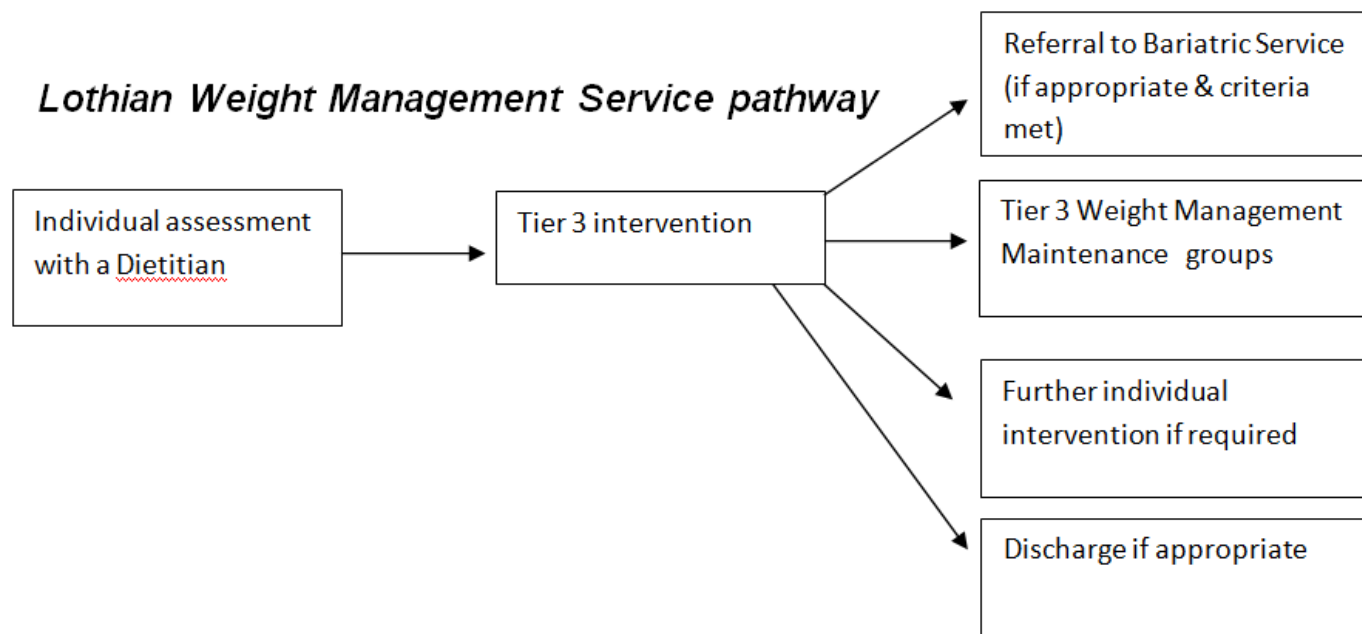 Lothian Weight Management Service pathway
Individual assessment
with a Dietitian
Tier 3 intervention
Referral to Bariatric Service
(if appropriate & criteria
met)
Tier 3 Weight Management
Maintenance groups
Further individual
intervention if required
Discharge if appropriate